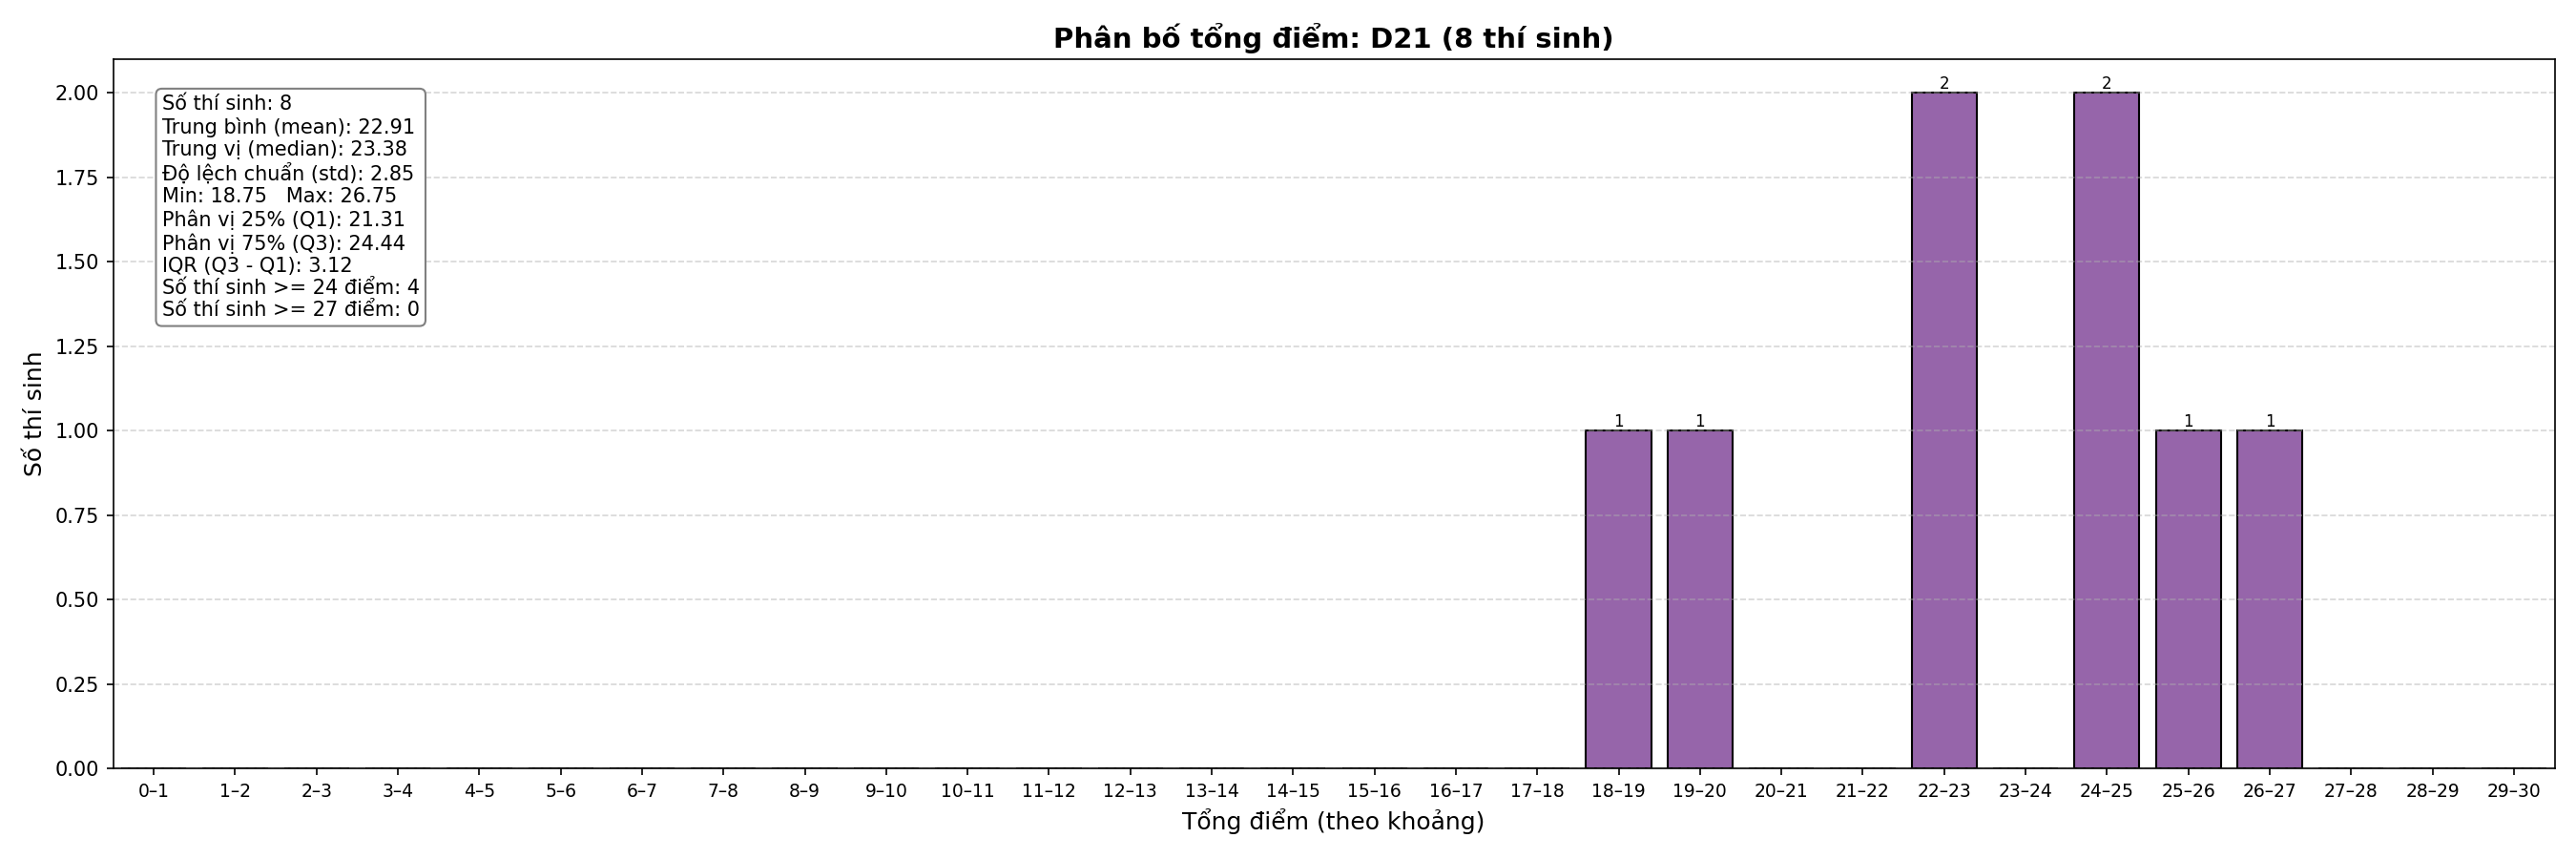 Phân bố tổng điểm: D21 (8 thí sinh)
Số thí sinh: 8
Trung bình (mean): 22.91
Trung vị (median): 23.38
Độ lệch chuẩn (std): 2.85
Min: 18.75   Max: 26.75
Phân vị 25% (Q1): 21.31
Phân vị 75% (Q3): 24.44
IQR (Q3 - Q1): 3.12
Số thí sinh >= 24 điểm: 4
Số thí sinh >= 27 điểm: 0
Số thí sinh
2.00
1.75
1.50
1.25
1.00
0.75
0.50
0.25
0.00
1 1 2 2 1 1
0–1 1–2 2–3 3–4 4–5 5–6 6–7 7–8 8–9 9–10 10–11 11–12 12–13 13–14 14–15 15–16 16–17 17–18 18–19 19–20 20–21 21–22 22–23 23–24 24–25 25–26 26–27 27–28 28–29 29–30
Tổng điểm (theo khoảng)